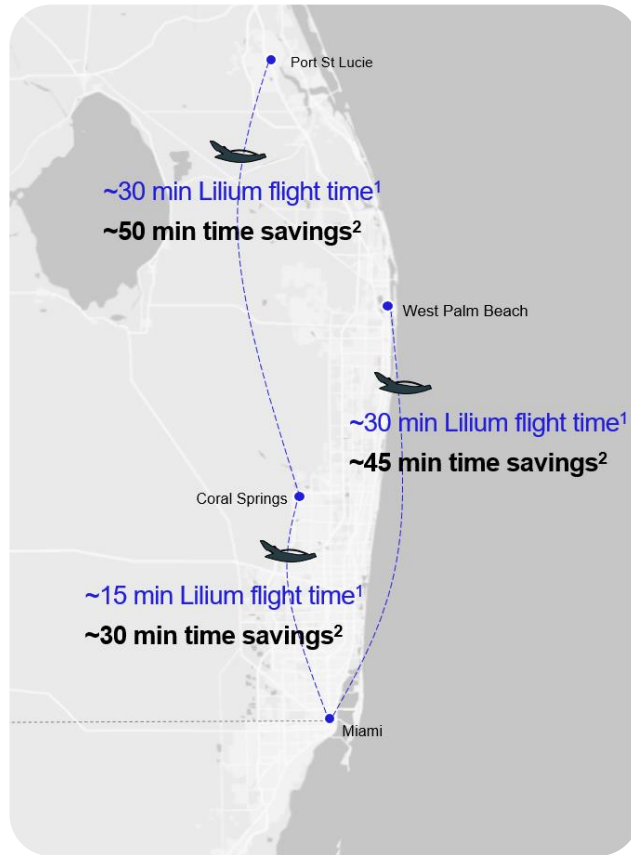 Port St Lucie
~30 min Lilium flight time¹
~50 min time savings²
West Palm Beach
~30 min Lilium flight time¹
~45 min time savings²
Coral Springs
~15 min Lilium flight time¹
~30 min time savings²
Miami